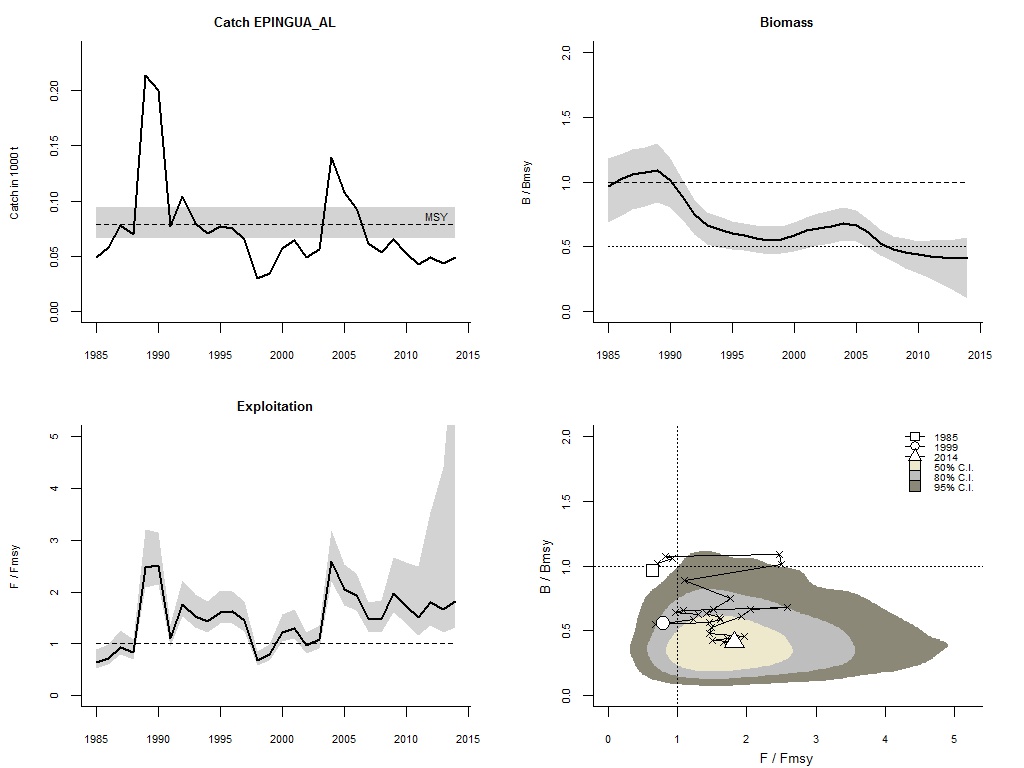 Catch EPINGUA_AL
Catch in 1000 t
0.20
0.15
0.10
0.05
0.00
MSY
1985 1990 1995 2000 2005 2010 2015
Biomass
B / Bmsy
2.0
1.5
1.0
0.5
0.0
1985 1990 1995 2000 2005 2010 2015
Exploitation
F / Fmsy
5
4
3
2
1
0
1985 1990 1995 2000 2005 2010 2015
B / Bmsy
2.0
1.5
1.0
0.5
0.0
1985
1999
2014
50% C.I.
80% C.I.
95% C.I.
0 1 2 3 4 5
F / Fmsy